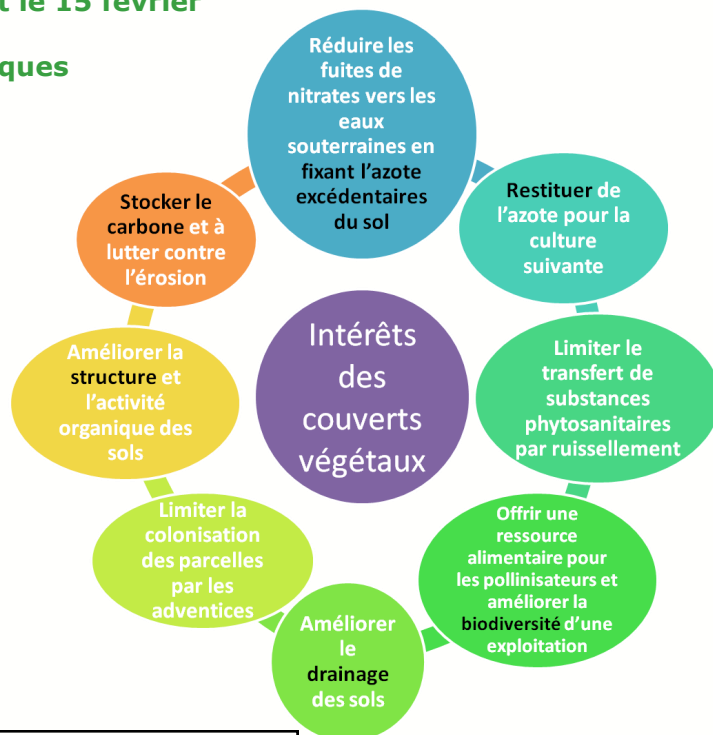 t le 15 février
ques
Réduire les
fuites de
nitrates vers les
eaux
souterraines en
fixant l’azote
excédentaires
du sol
Restituer de
l’azote pour la
culture
suivante
Limiter le
transfert de
substances
phytosanitaires
par ruissellement
Offrir une
ressource
alimentaire pour
les pollinisateurs et
améliorer la
biodiversité d’une
exploitation
Améliorer
le
drainage
des sols
Limiter la
colonisation
des parcelles
par les
adventices
Améliorer la
structure et
l’activité
organique des
sols
Stocker le
carbone et à
lutter contre
l’érosion
Intérêts
des
couverts
végétaux